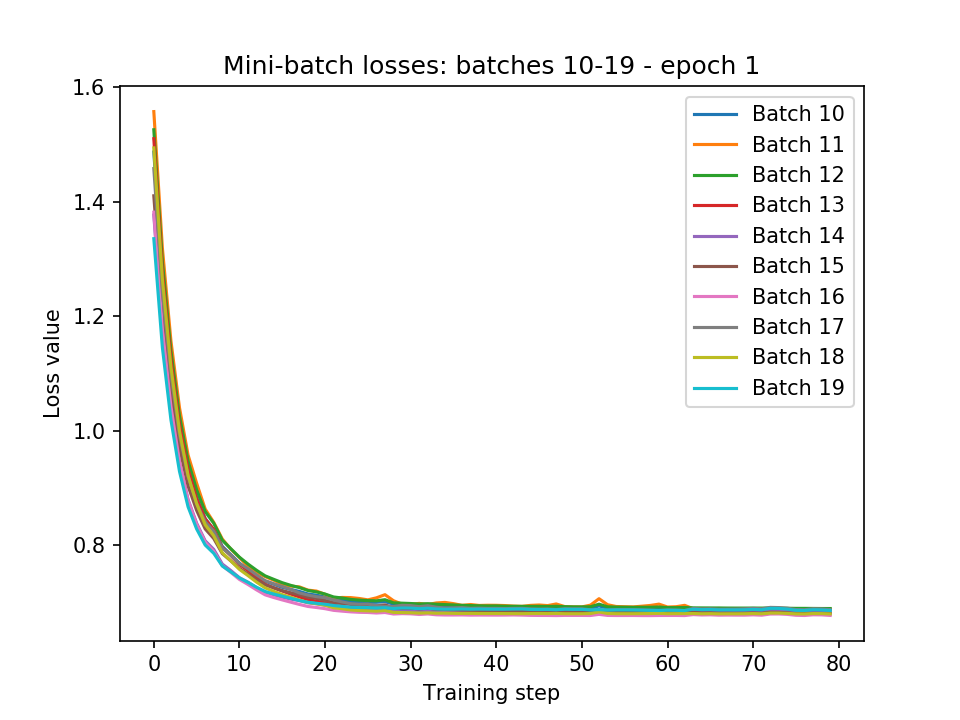 Mini-batch losses: batches 10-19 - epoch 1
1.6
1.4
1.2
1.0
0.8
Loss value
0 10 20 30 40 50 60 70 80
Training step
Batch 10
Batch 11
Batch 12
Batch 13
Batch 14
Batch 15
Batch 16
Batch 17
Batch 18
Batch 19